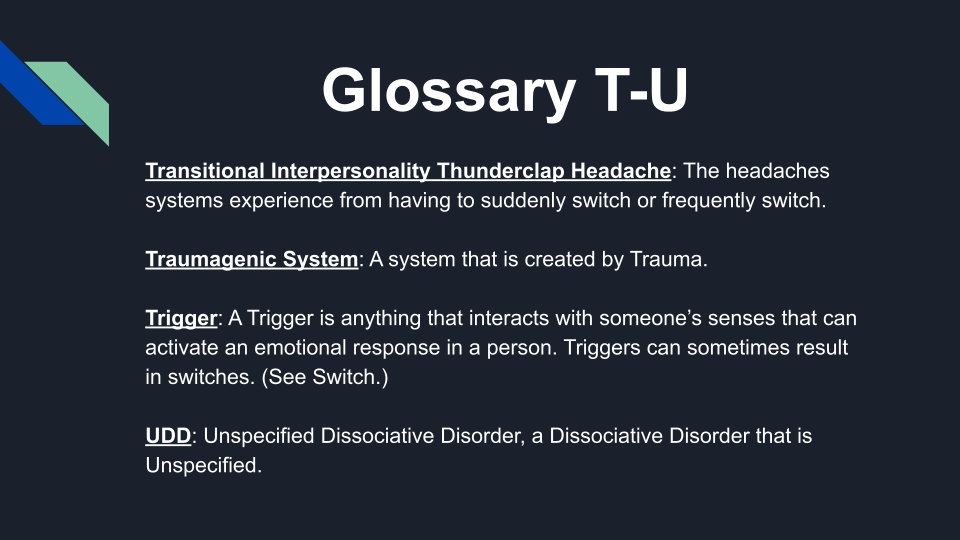 Glossary T-U
Transitional Interpersonality Thunderclap Headache: The headaches
systems experience from having to suddenly switch or frequently switch.
Traumagenic System: A system that is created by Trauma.
Trigger: A Trigger is anything that interacts with someone’s senses that can
activate an emotional response in a person. Triggers can sometimes result
in switches. (See Switch.)
UDD: Unspecified Dissociative Disorder, a Dissociative Disorder that is
Unspecified.